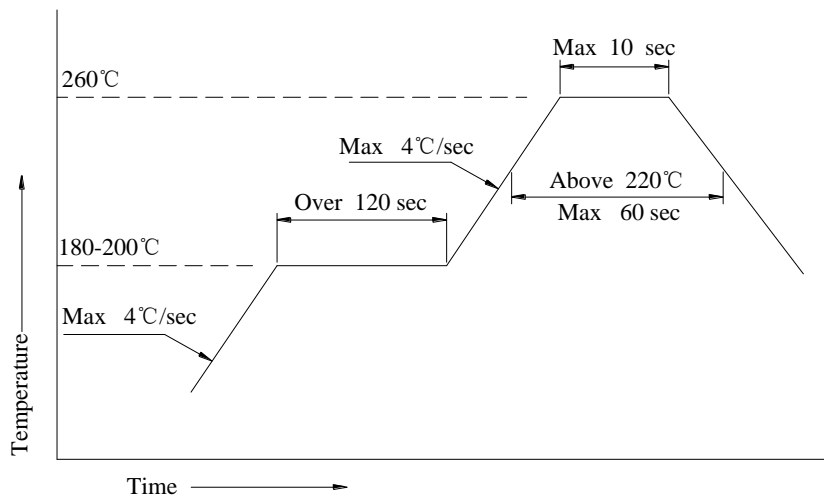 Max 10 sec
260℃
Max 4℃/sec
Above 220℃
Max 60 sec
Over 120 sec
180-200℃
Max 4℃/sec
Temperature
Time